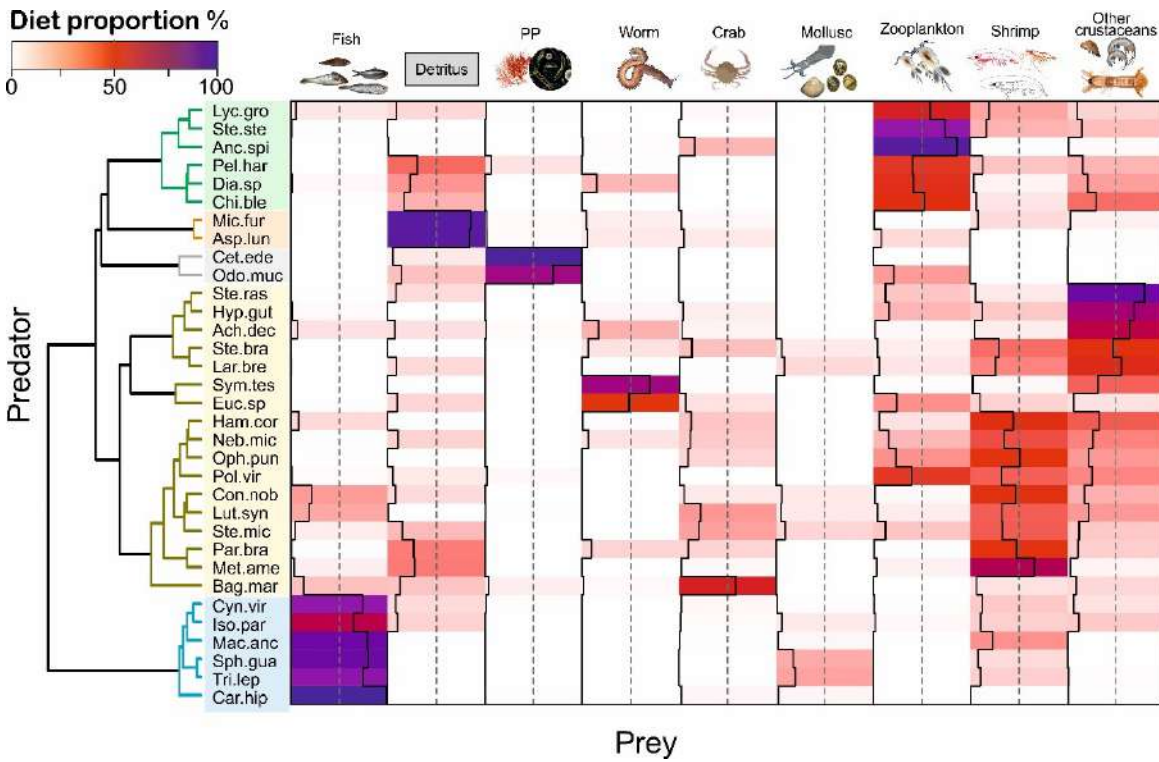 Diet proportion %
0 50 100
Fish
Detritus
PP
Worm
Crab
Mollusc
Zooplankton
Shrimp
Other
crustaceans
Predator
Lyc.gro
Ste.ste
Anc.spi
Pel.har
Dia.sp
Chi.ble
Mic.fur
Asp.lun
Cet.ede
Odo.muc
Ste.ras
Hyp.gut
Ach.dec
Ste.bra
Lar.bre
Sym.tes
Euc.sp
Ham.cor
Neb.mic
Oph.pun
Pol.vir
Con.nob
Lut.syn
Ste.mic
Par.bra
Met.ame
Bag.mar
Cyn.vir
Iso.par
Mac.anc
Sph.gua
Tri.lep
Car.hip
Prey